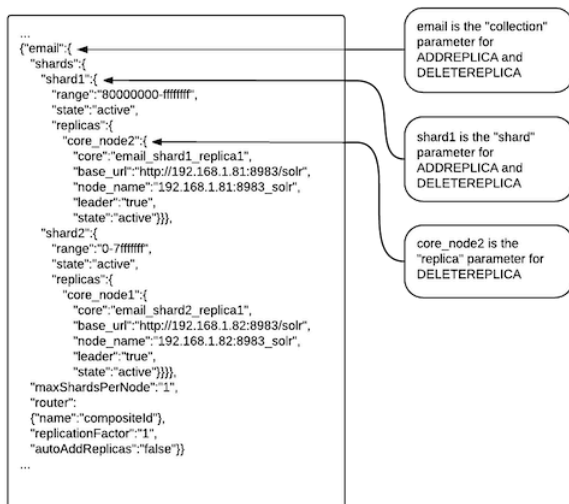 ...
{"email":{
"shards":{
"shard1":{
"range":"80000000-ffffffff",
"state":"active",
"replicas":{
"core_node2":{
"core":"email_shard1_replica1",
"base_url":"http://192.168.1.81:8983/solr",
"node_name":"192.168.1.81:8983_solr",
"leader":"true",
"state":"active"}}},
"shard2":{
"range":"0-7fffffff",
"state":"active",
"replicas":{
"core_node1":{
"core":"email_shard2_replica1",
"base_url":"http://192.168.1.82:8983/solr",
"node_name":"192.168.1.82:8983_solr",
"leader":"true",
"state":"active"}}}},
"maxShardsPerNode":"1",
"router":
{"name":"compositeId"},
"replicationFactor":"1",
"autoAddReplicas":"false"}}
...
email is the "collection"
parameter for
ADDREPLICA and
DELETEREPLICA
shard1 is the "shard"
parameter for
ADDREPLICA and
DELETEREPLICA
core_node2 is the
"replica" parameter for
DELETEREPLICA